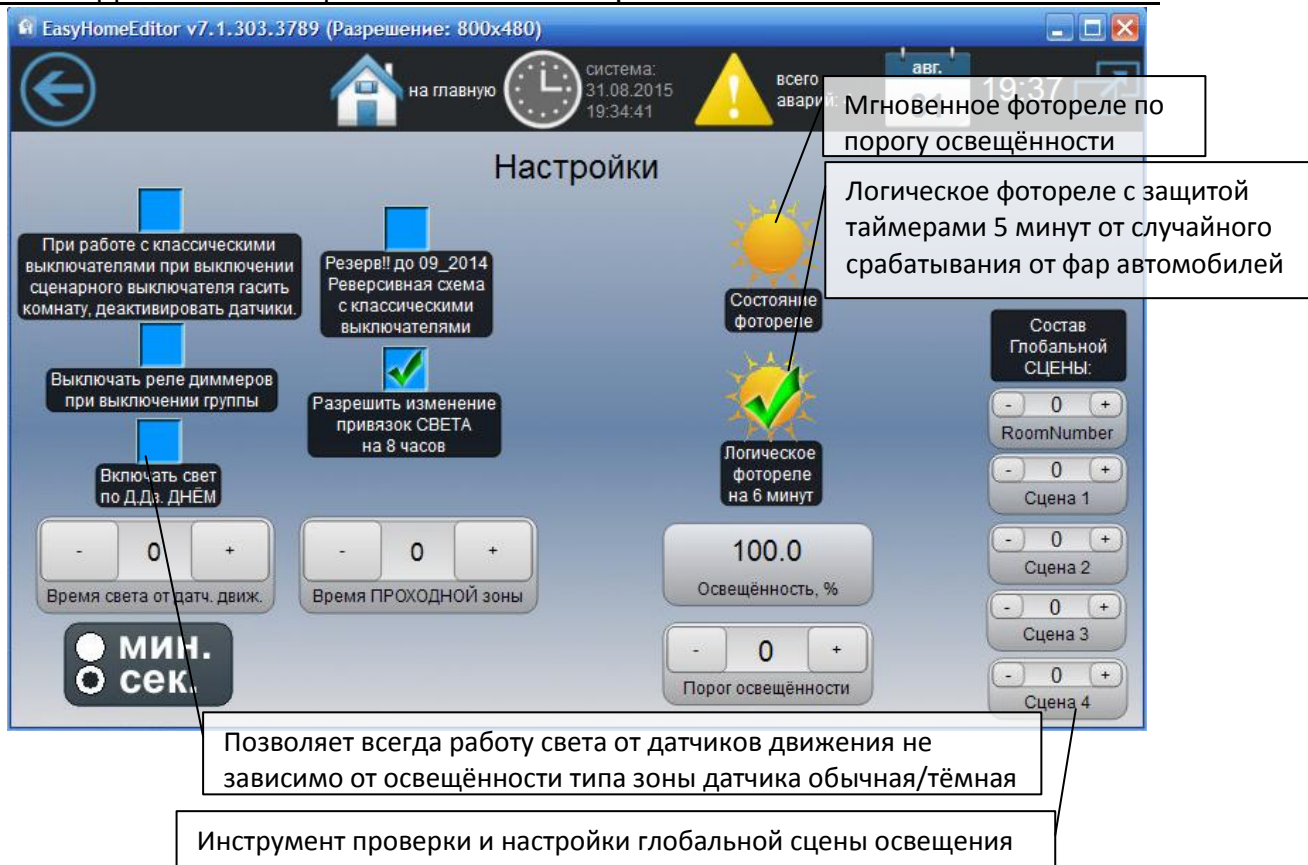 EasyHomeEditor v7.1.303.3789 (Разрешение: 800x480)
на главную
система:
31.08.2015
19:34:41
всего
аварий:
авг.
19:37
Мгновенное фотореле по
порогу освещённости
Логическое фотореле с защитой
таймерами 5 минут от случайного
срабатывания от фар автомобилей
Настройки
При работе с классическими
выключателями при выключении
сценарного выключателя гасить
комнату, деактивировать датчики.
Резерв!! до 09_2014
Реверсивная схема
с классическими
выключателями
Состояние
фотореле
Выключать реле диммеров
при выключении группы
Разрешить изменение
привязок СВЕТА
на 8 часов
Логическое
фотореле
на 6 минут
Включать свет
по Д.Дв. ДНЁМ
Состав
Глобальной
СЦЕНЫ:
- 0 +
RoomNumber
- 0 +
Сцена 1
- 0 +
Сцена 2
- 0 +
Сцена 3
- 0 +
Сцена 4
- 0 +
Время света от датч. движ.
- 0 +
Время ПРОХОДНОЙ зоны
100.0
Освещённость, %
- 0 +
Порог освещённости
мин.
сек.
Позволяет всегда работу света от датчиков движения не
зависимо от освещённости типа зоны датчика обычная/тёмная
Инструмент проверки и настройки глобальной сцены освещения